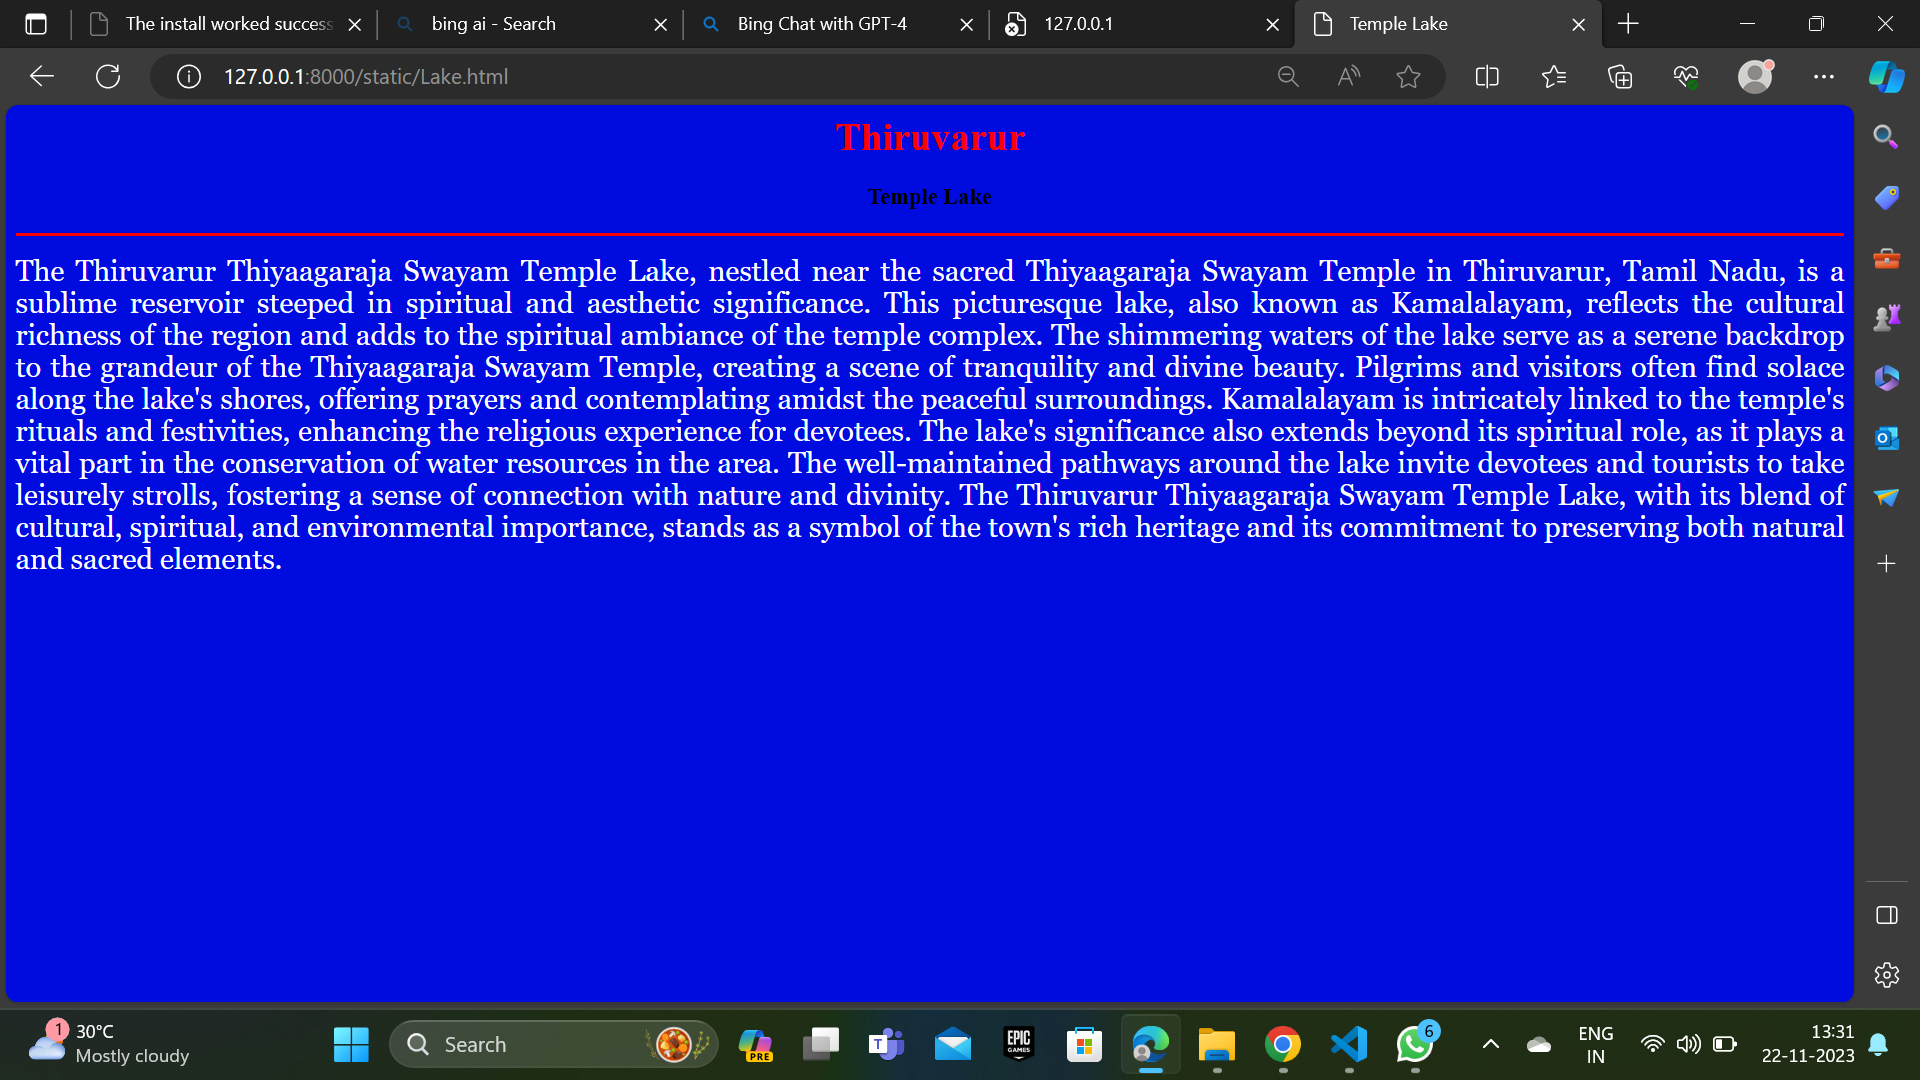 The install worked success
bing ai - Search
Bing Chat with GPT-4
127.0.0.1
Temple Lake
127.0.0.1:8000/static/Lake.html
Thiruvarur
Temple Lake
The Thiruvarur Thiyaagaraja Swayam Temple Lake, nestled near the sacred Thiyaagaraja Swayam Temple in Thiruvarur, Tamil Nadu, is a
sublime reservoir steeped in spiritual and aesthetic significance. This picturesque lake, also known as Kamalalayam, reflects the cultural
richness of the region and adds to the spiritual ambiance of the temple complex. The shimmering waters of the lake serve as a serene backdrop
to the grandeur of the Thiyaagaraja Swayam Temple, creating a scene of tranquility and divine beauty. Pilgrims and visitors often find solace
along the lake's shores, offering prayers and contemplating amidst the peaceful surroundings. Kamalalayam is intricately linked to the temple's
rituals and festivities, enhancing the religious experience for devotees. The lake's significance also extends beyond its spiritual role, as it plays a
vital part in the conservation of water resources in the area. The well-maintained pathways around the lake invite devotees and tourists to take
leisurely strolls, fostering a sense of connection with nature and divinity. The Thiruvarur Thiyaagaraja Swayam Temple Lake, with its blend of
cultural, spiritual, and environmental importance, stands as a symbol of the town's rich heritage and its commitment to preserving both natural
and sacred elements.
1
30°C
Mostly cloudy
Search
PRE
T
EPIC
GAMES
6
ENG
IN
13:31
22-11-2023